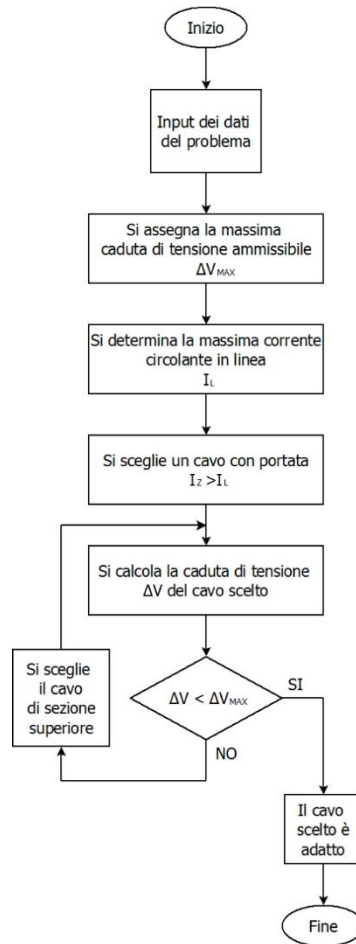 Inizio
Input dei dati
del problema
Si assegna la massima
caduta di tensione ammissibile
ΔVMAX
Si determina la massima corrente
circolante in linea
IL
Si sceglie un cavo con portata
IZ >IL
Si calcola la caduta di tensione
ΔV del cavo scelto
Si sceglie
il cavo
di sezione
superiore
ΔV < ΔVMAX
SI
NO
Il cavo
scelto è
adatto
Fine